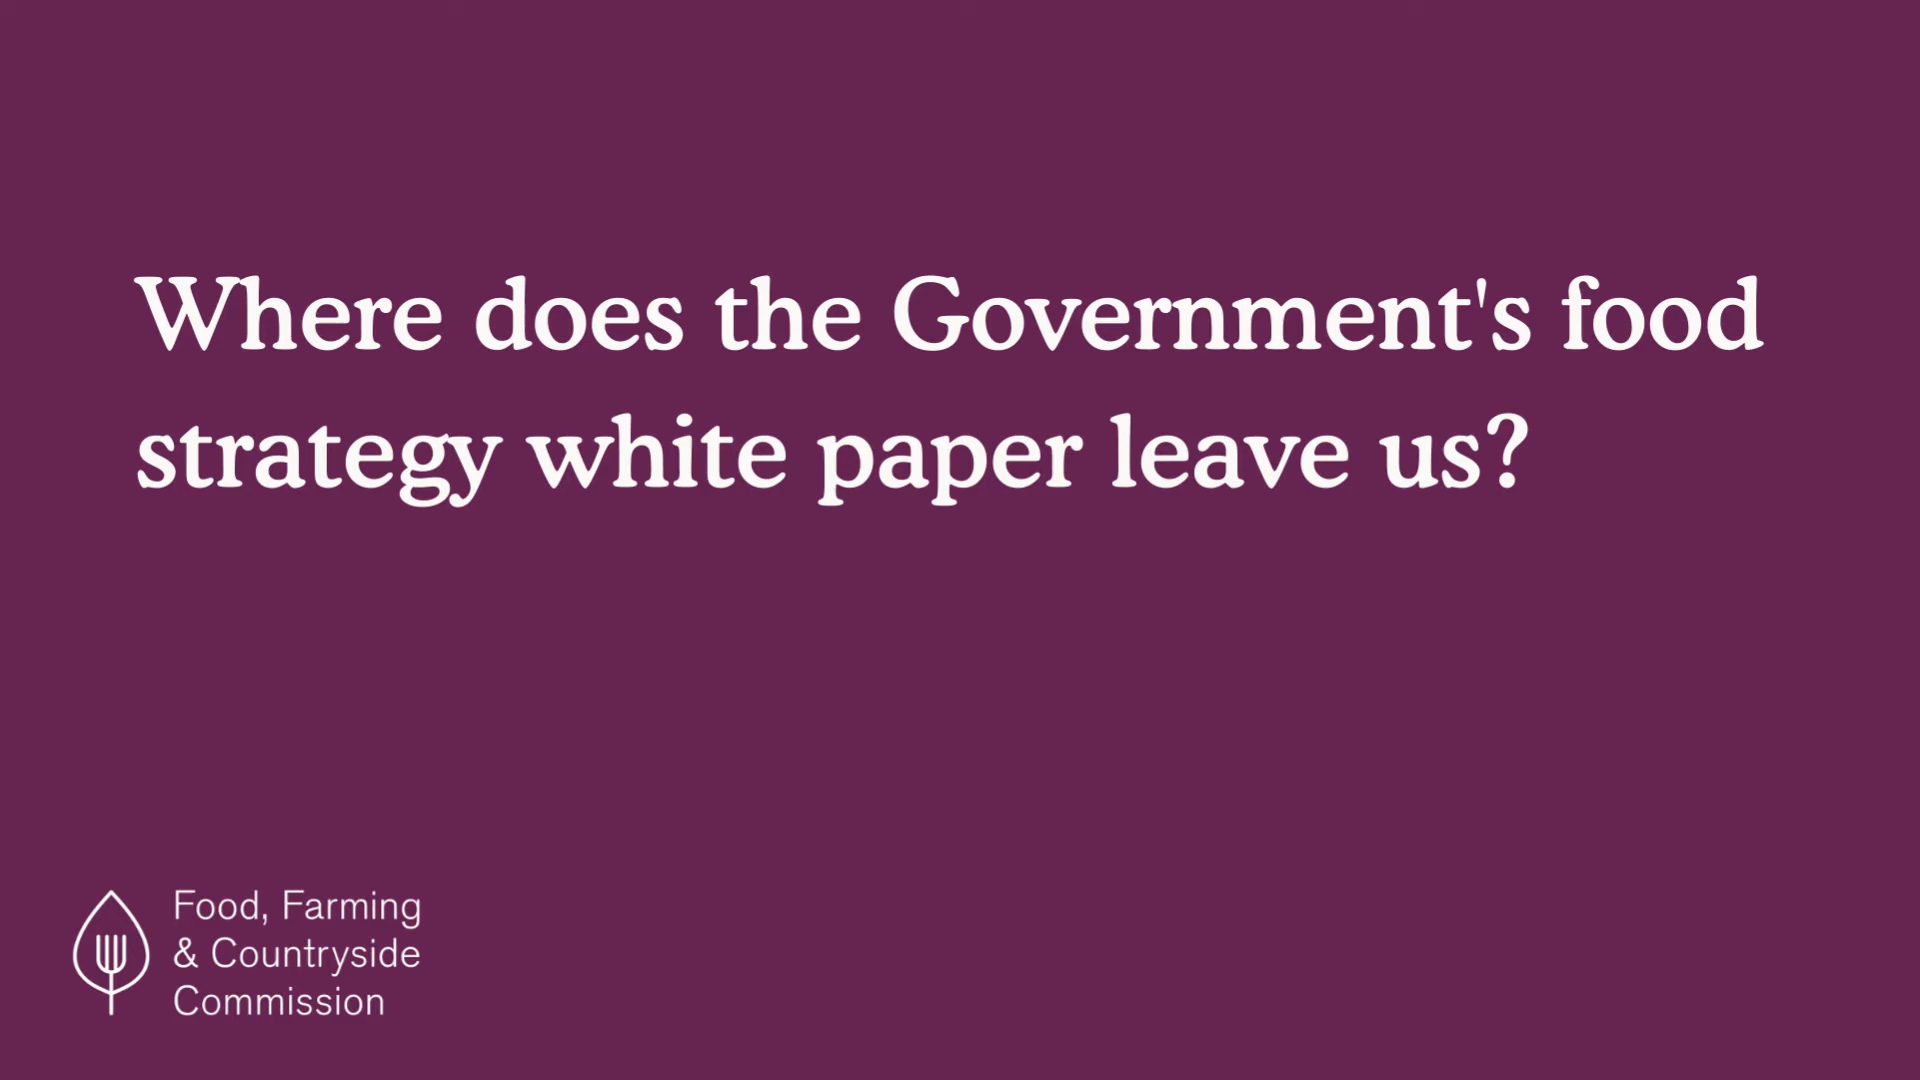 Where does the Government's food
strategy white paper leave us?
Food, Farming
& Countryside
Commission